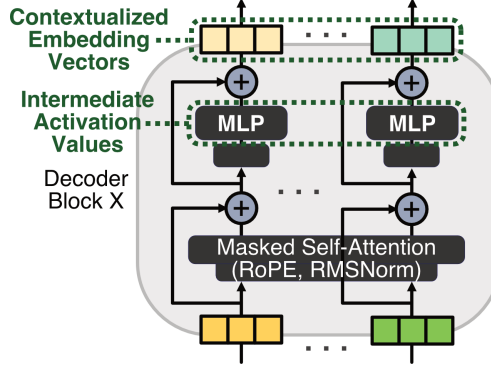 Contextualized
Embedding
Vectors
. . .
+
+
Intermediate
Activation
Values
MLP
MLP
Decoder
Block X
. . .
+
+
Masked Self-Attention
(RoPE, RMSNorm)
. . .